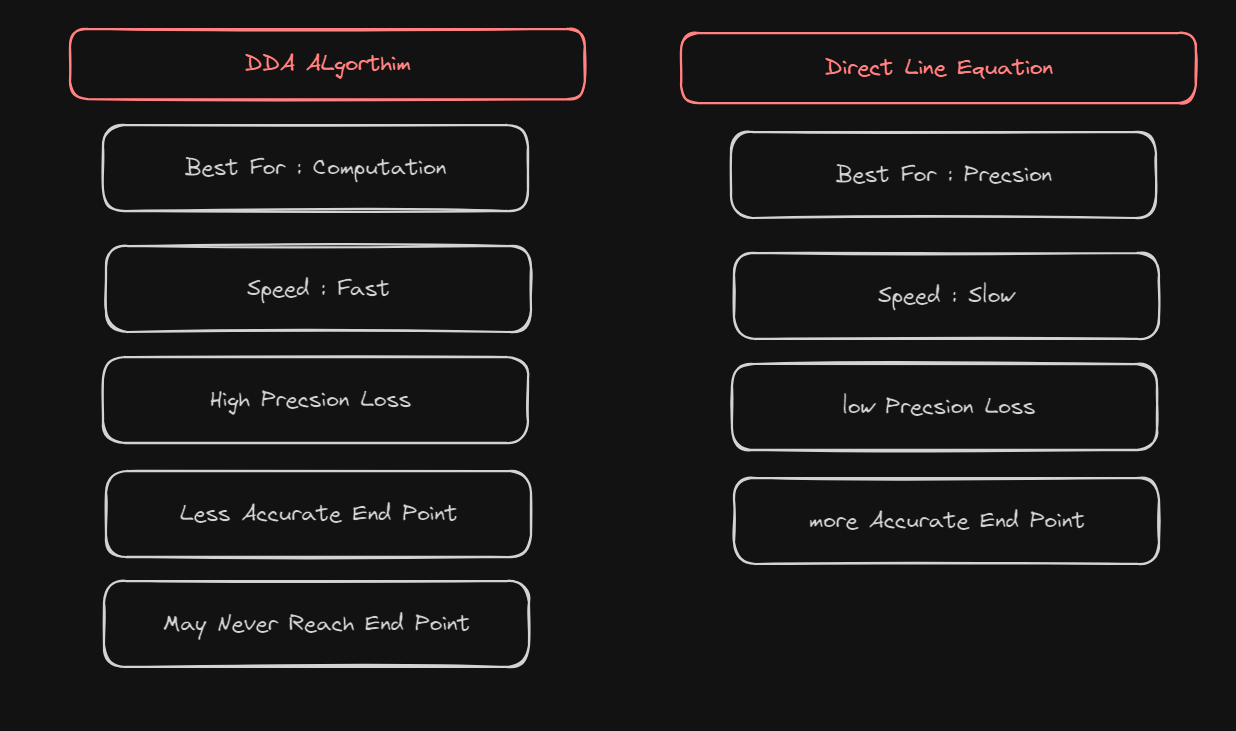 DDA ALgorthim
Best For : Computation
Speed : Fast
High Precsion Loss
Less Accurate End Point
May Never Reach End Point
Direct Line Equation
Best For : Precsion
Speed : Slow
low Precsion Loss
more Accurate End Point